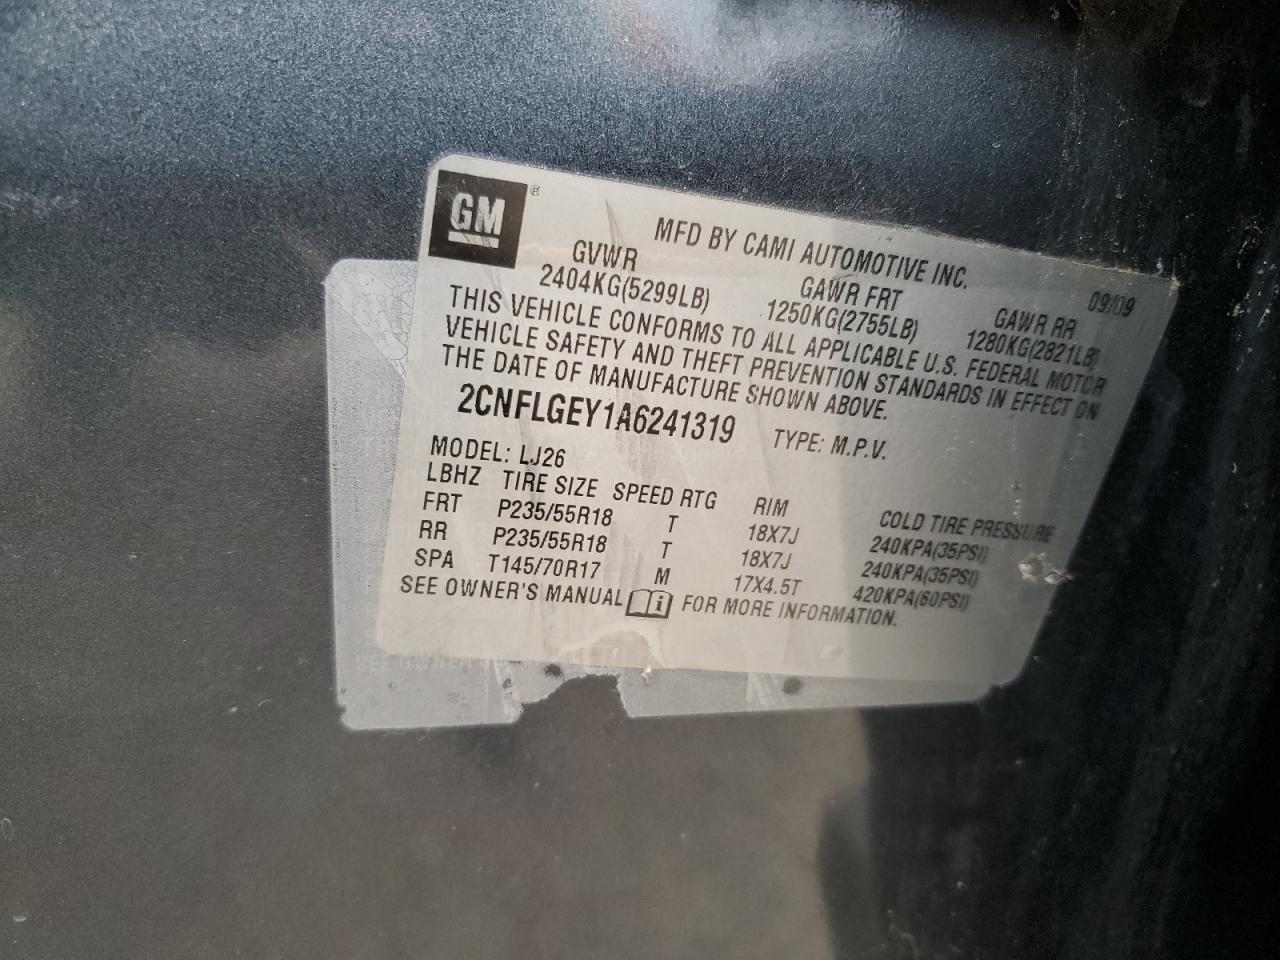 GM ®
MFD BY CAMI AUTOMOTIVE INC.
09/09
GVWR GAWR FRT GAWR RR
2404KG(5299LB) 1250KG(2755LB) 1280KG(2821LB)
THIS VEHICLE CONFORMS TO ALL APPLICABLE U.S. FEDERAL MOTOR
VEHICLE SAFETY AND THEFT PREVENTION STANDARDS IN EFFECT ON
THE DATE OF MANUFACTURE SHOWN ABOVE.
2CNFLGEY1A6241319 TYPE: M.P.V.
MODEL: LJ26
LBHZ TIRE SIZE SPEED RTG RIM COLD TIRE PRESSURE
FRT P235/55R18 T 18X7J 240KPA(35PSI)
RR P235/55R18 T 18X7J 240KPA(35PSI)
SPA T145/70R17 M 17X4.5T 420KPA(60PSI)
SEE OWNER'S MANUAL i FOR MORE INFORMATION.
SEE OWNER